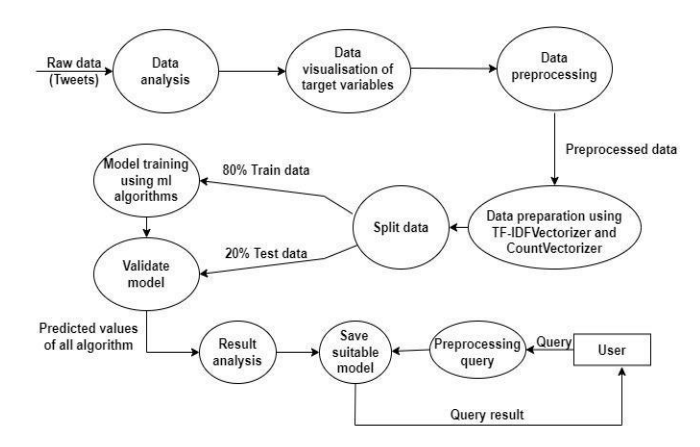 Raw data
(Tweets)
Data
analysis
Data
visualisation of
target variables
Data
preprocessing
Preprocessed data
Model training
using ml
algorithms
80% Train data
Split data
Data preparation using
TF-IDFVectorizer and
CountVectorizer
20% Test data
Validate
model
Predicted values
of all algorithm
Result
analysis
Save
suitable
model
Preprocessing
query
Query
User
Query result